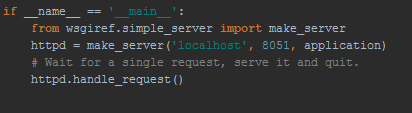 if __name__ == '__main__':
    from wsgiref.simple_server import make_server
    httpd = make_server('localhost', 8051, application)
    # Wait for a single request, serve it and quit.
    httpd.handle_request()